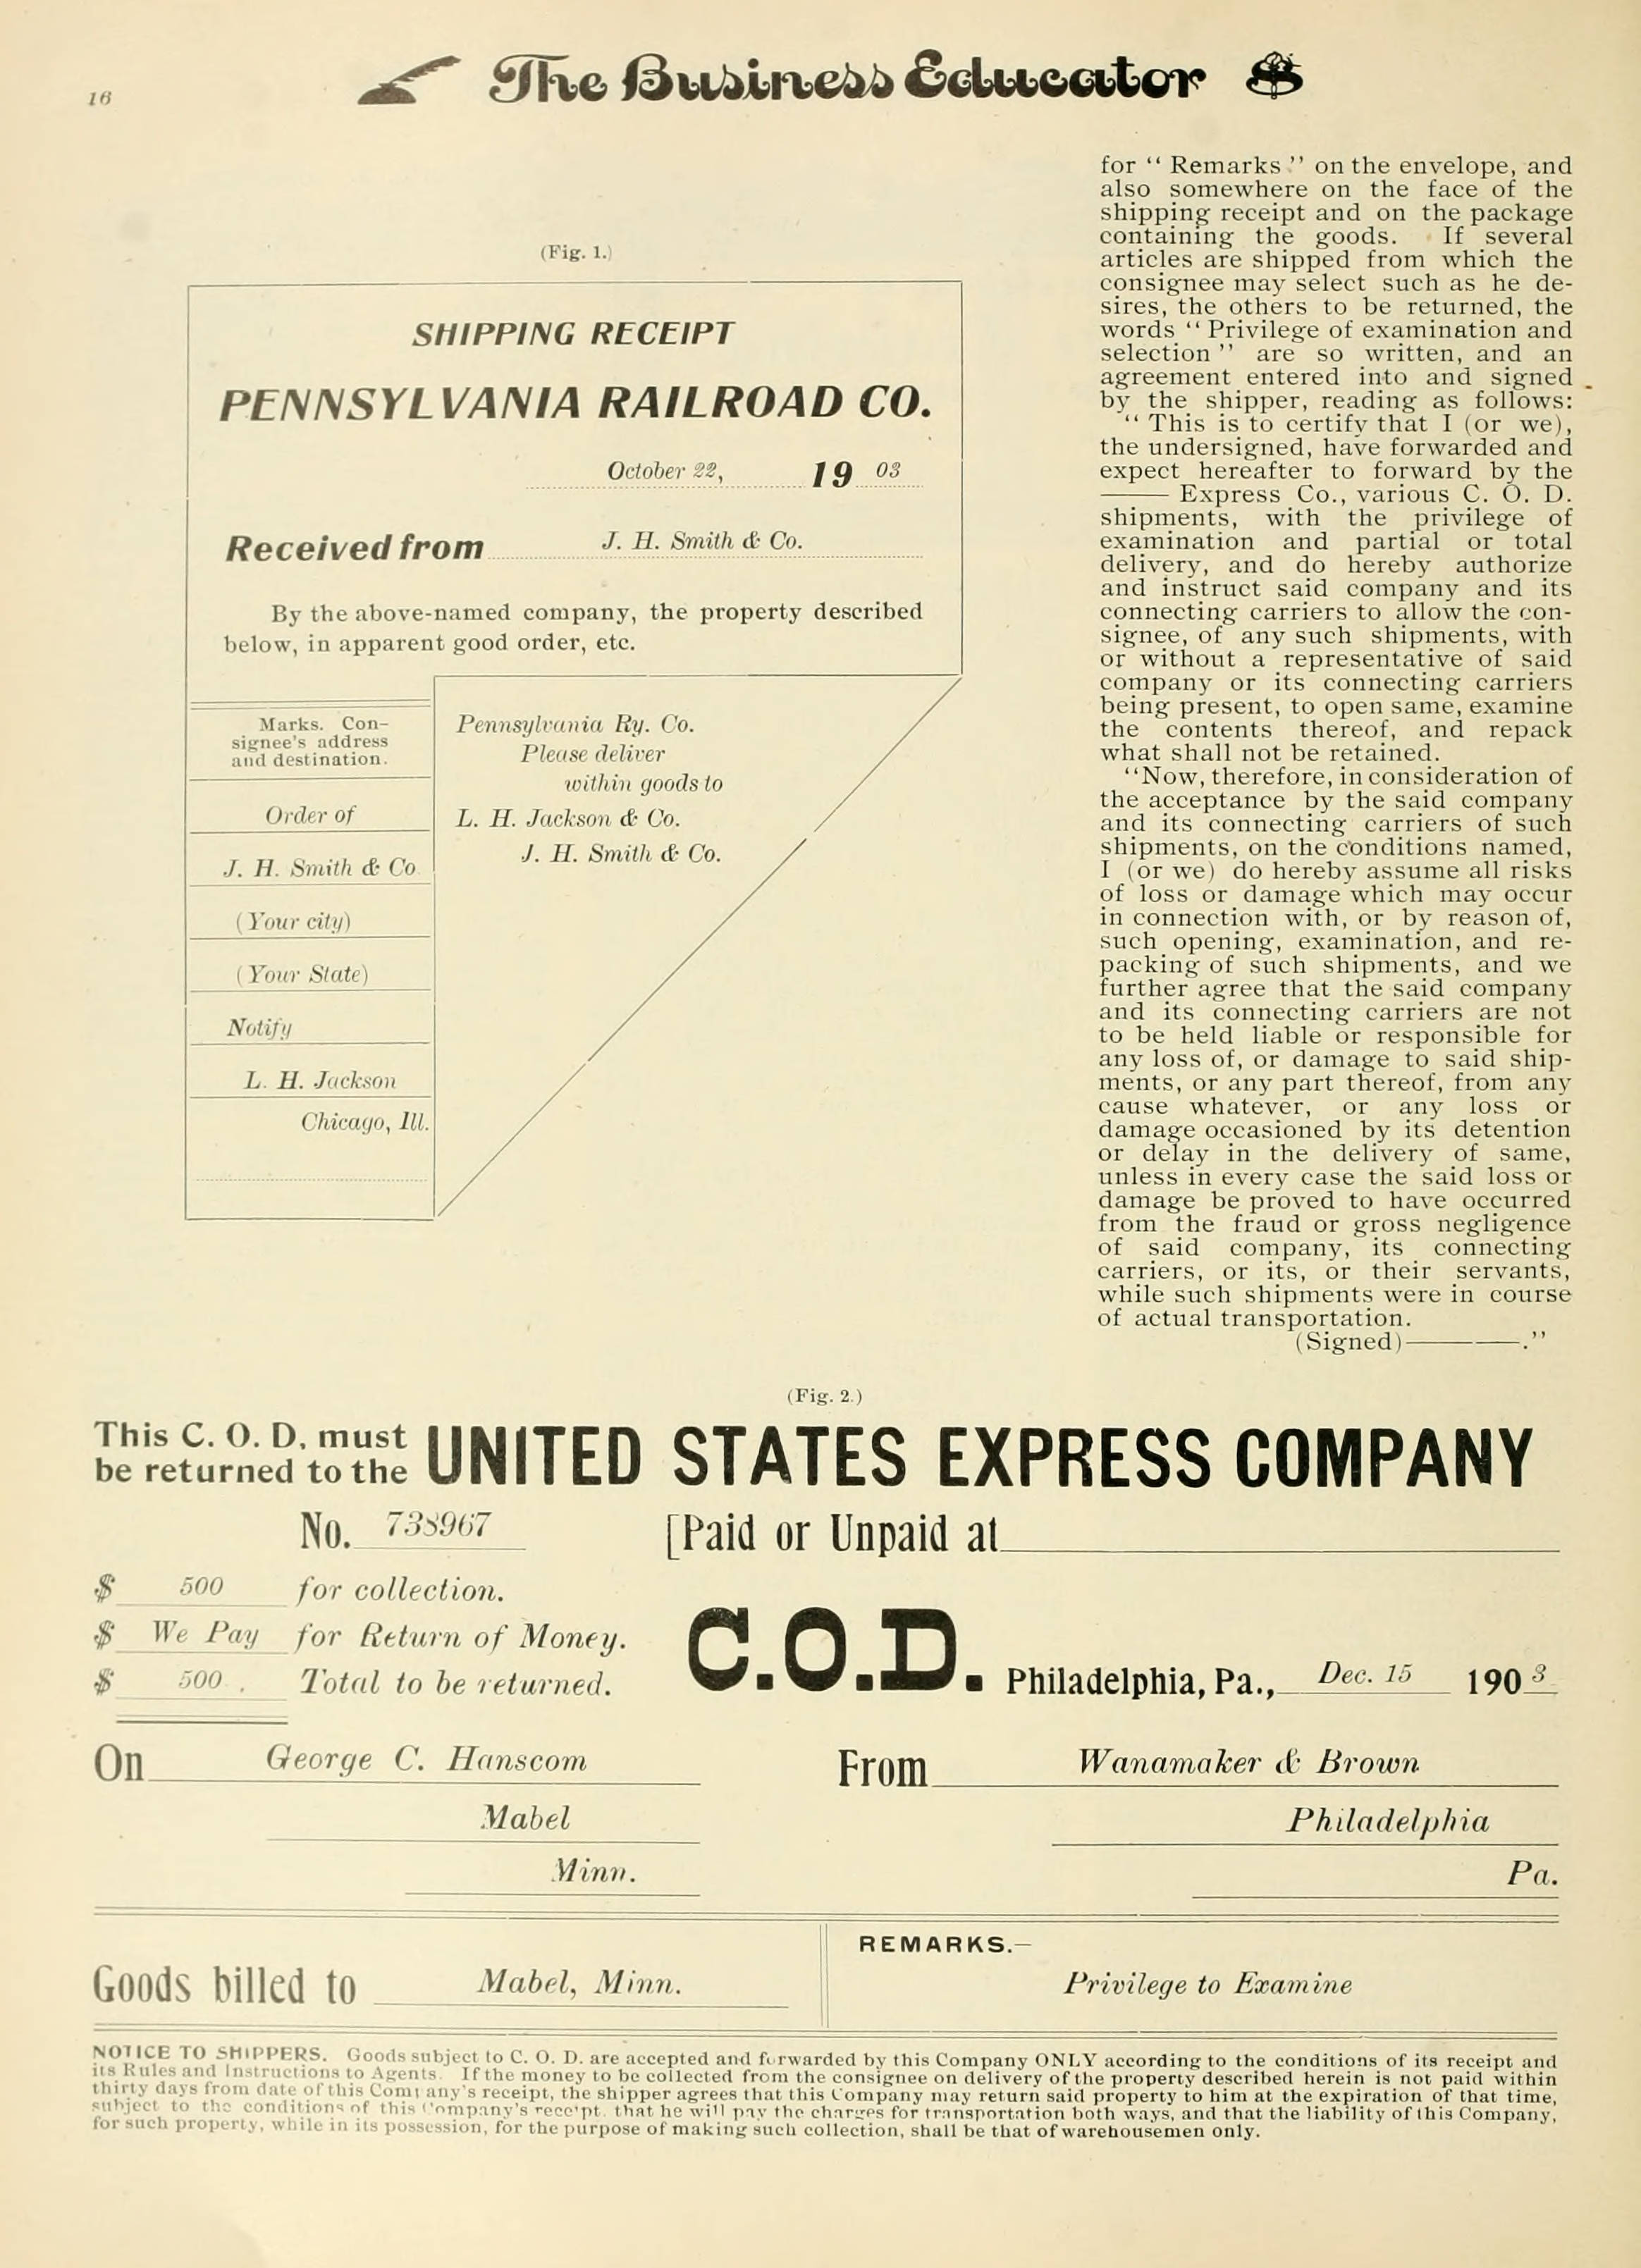 16
The Business Educator
(Fig. 1.)
SHIPPING RECEIPT
PENNSYLVANIA RAILROAD CO.
October 22, 19 03
Received from J. H. Smith & Co.
By the above-named company, the property described
below, in apparent good order, etc.
Marks. Con-
signee's address
and destination.
Order of
J. H. Smith & Co
(Your city)
(Your State)
Notify
L. H. Jackson
Chicago, Ill.
Pennsylvania Ry. Co.
Please deliver
within goods to
L. H. Jackson & Co.
J. H. Smith & Co.
for " Remarks " on the envelope, and
also somewhere on the face of the
shipping receipt and on the package
containing the goods. If several
articles are shipped from which the
consignee may select such as he de-
sires, the others to be returned, the
words " Privilege of examination and
selection " are so written, and an
agreement entered into and signed
by the shipper, reading as follows:
" This is to certify that I (or we),
the undersigned, have forwarded and
expect hereafter to forward by the
—— Express Co., various C. O. D.
shipments, with the privilege of
examination and partial or total
delivery, and do hereby authorize
and instruct said company and its
connecting carriers to allow the con-
signee, of any such shipments, with
or without a representative of said
company or its connecting carriers
being present, to open same, examine
the contents thereof, and repack
what shall not be retained.
"Now, therefore, in consideration of
the acceptance by the said company
and its connecting carriers of such
shipments, on the conditions named,
I (or we) do hereby assume all risks
of loss or damage which may occur
in connection with, or by reason of,
such opening, examination, and re-
packing of such shipments, and we
further agree that the said company
and its connecting carriers are not
to be held liable or responsible for
any loss of, or damage to said ship-
ments, or any part thereof, from any
cause whatever, or any loss or
damage occasioned by its detention
or delay in the delivery of same,
unless in every case the said loss or
damage be proved to have occurred
from the fraud or gross negligence
of said company, its connecting
carriers, or its, or their servants,
while such shipments were in course
of actual transportation.
(Signed)———."
(Fig. 2.)
This C. O. D. must
be returned to the UNITED STATES EXPRESS COMPANY
No. 738967 [Paid or Unpaid at
$ 500 for collection.
$ We Pay for Return of Money.
$ 500 . Total to be returned.
C.O.D. Philadelphia, Pa., Dec. 15 1903
On George C. Hanscom
Mabel
Minn.
From Wanamaker & Brown
Philadelphia
Pa.
Goods billed to Mabel, Minn.
REMARKS.—
Privilege to Examine
NOTICE TO SHIPPERS. Goods subject to C. O. D. are accepted and forwarded by this Company ONLY according to the conditions of its receipt and
its Rules and Instructions to Agents. If the money to be collected from the consignee on delivery of the property described herein is not paid within
thirty days from date of this Company's receipt, the shipper agrees that this Company may return said property to him at the expiration of that time,
subject to the conditions of this Company's receipt. that he will pay the charges for transportation both ways, and that the liability of this Company,
for such property, while in its possession, for the purpose of making such collection, shall be that of warehousemen only.